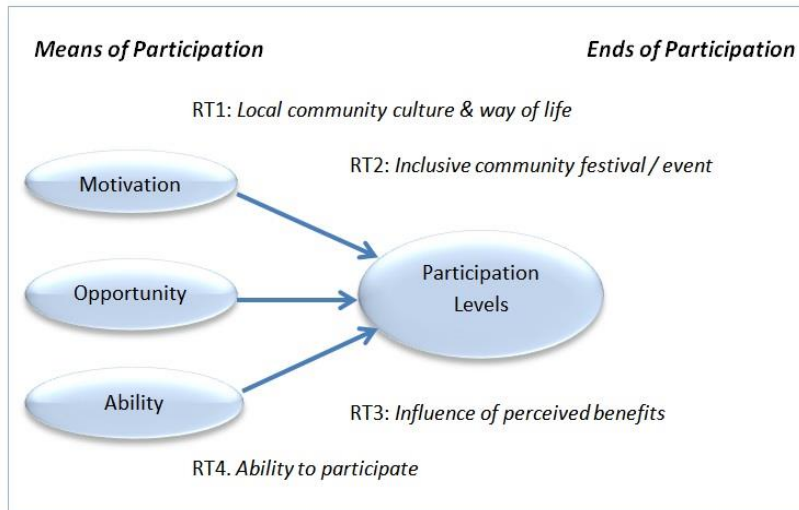 Means of Participation
Ends of Participation
RT1: Local community culture & way of life
RT2: Inclusive community festival / event
Motivation
Opportunity
Participation
Levels
Ability
RT3: Influence of perceived benefits
RT4. Ability to participate